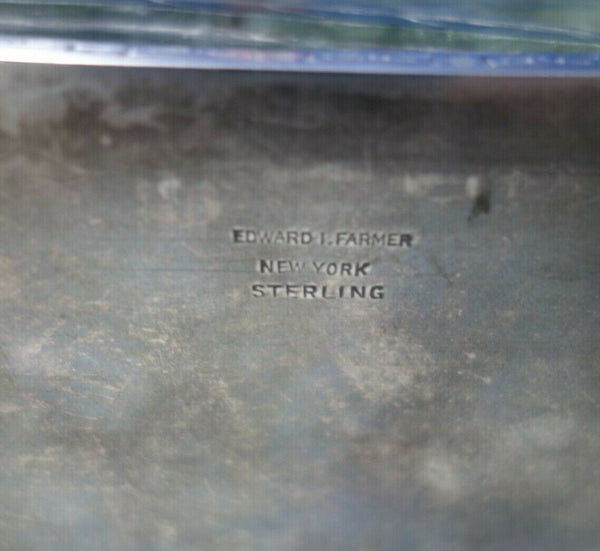 EDWARD I. FARMER
NEW YORK
STERLING